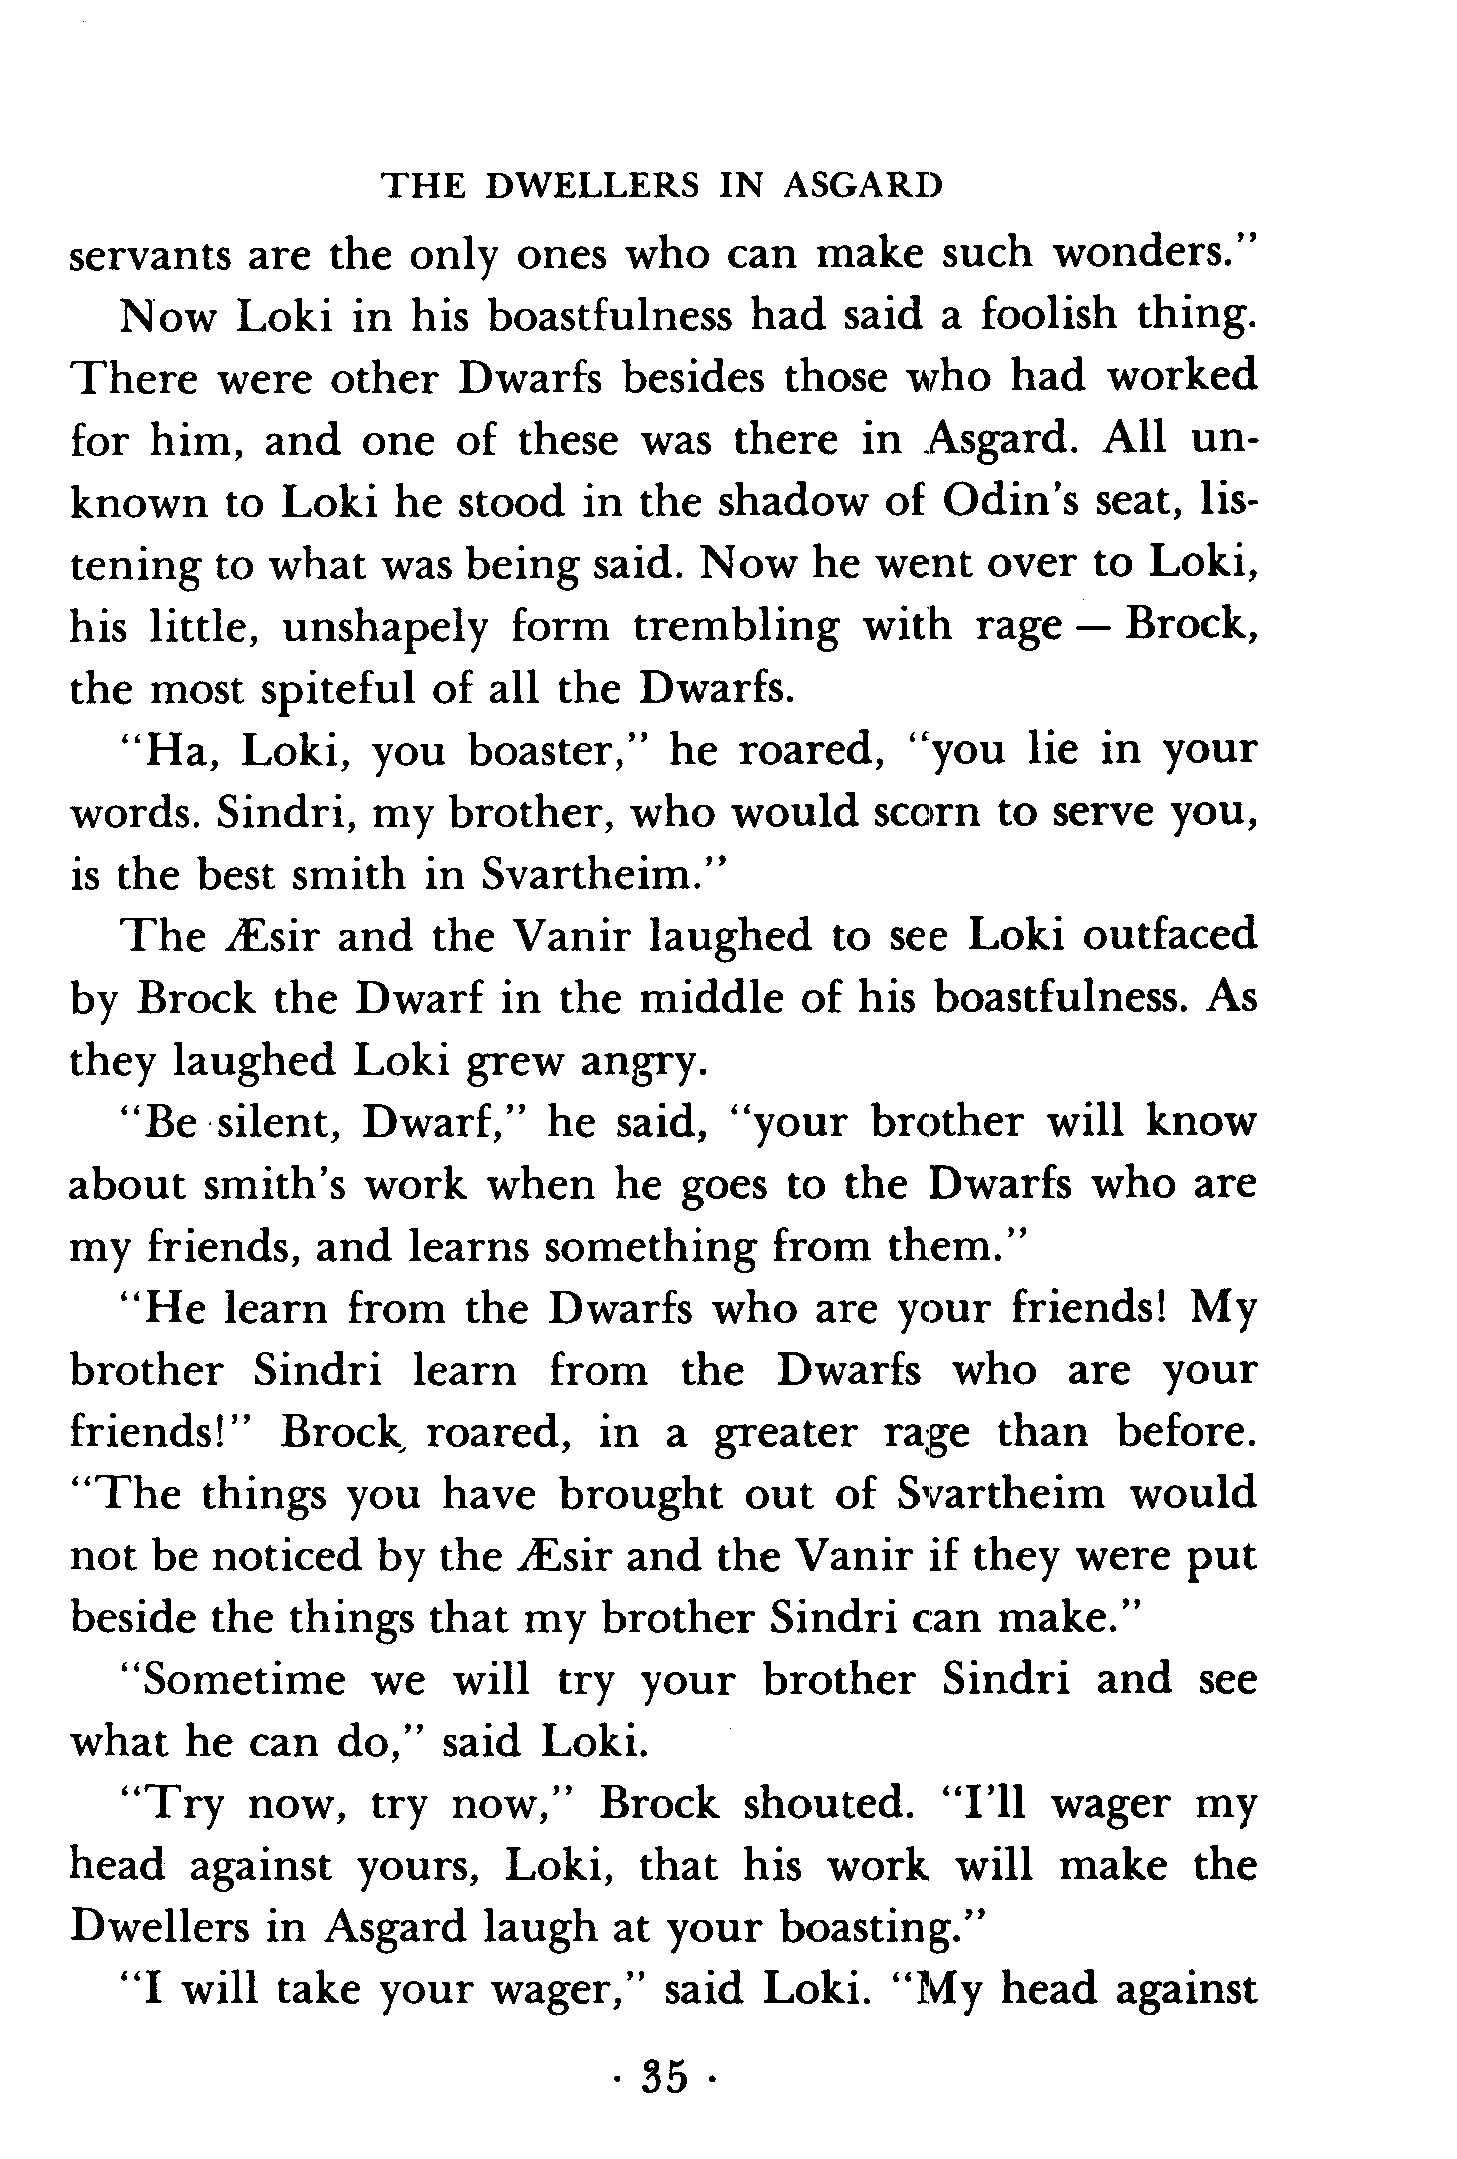 THE DWELLERS IN ASGARD
servants are the only ones who can make such wonders.”
Now Loki in his boastfulness had said a foolish thing.
There were other Dwarfs besides those who had worked
for him, and one of these was there in Asgard. All un-
known to Loki he stood in the shadow of Odin’s seat, lis-
tening to what was being said. Now he went over to Loki,
his little, unshapely form trembling with rage — Brock,
the most spiteful of all the Dwarfs.
“Ha, Loki, you boaster,” he roared, “you lie in your
words. Sindri, my brother, who would scorn to serve you,
is the best smith in Svartheim.”
The Æsir and the Vanir laughed to see Loki outfaced
by Brock the Dwarf in the middle of his boastfulness. As
they laughed Loki grew angry.
“Be silent, Dwarf,” he said, “your brother will know
about smith’s work when he goes to the Dwarfs who are
my friends, and learns something from them.”
“He learn from the Dwarfs who are your friends! My
brother Sindri learn from the Dwarfs who are your
friends!” Brock roared, in a greater rage than before.
“The things you have brought out of Svartheim would
not be noticed by the Æsir and the Vanir if they were put
beside the things that my brother Sindri can make.”
“Sometime we will try your brother Sindri and see
what he can do,” said Loki.
“Try now, try now,” Brock shouted. “I’ll wager my
head against yours, Loki, that his work will make the
Dwellers in Asgard laugh at your boasting.”
“I will take your wager,” said Loki. “My head against
· 35 ·